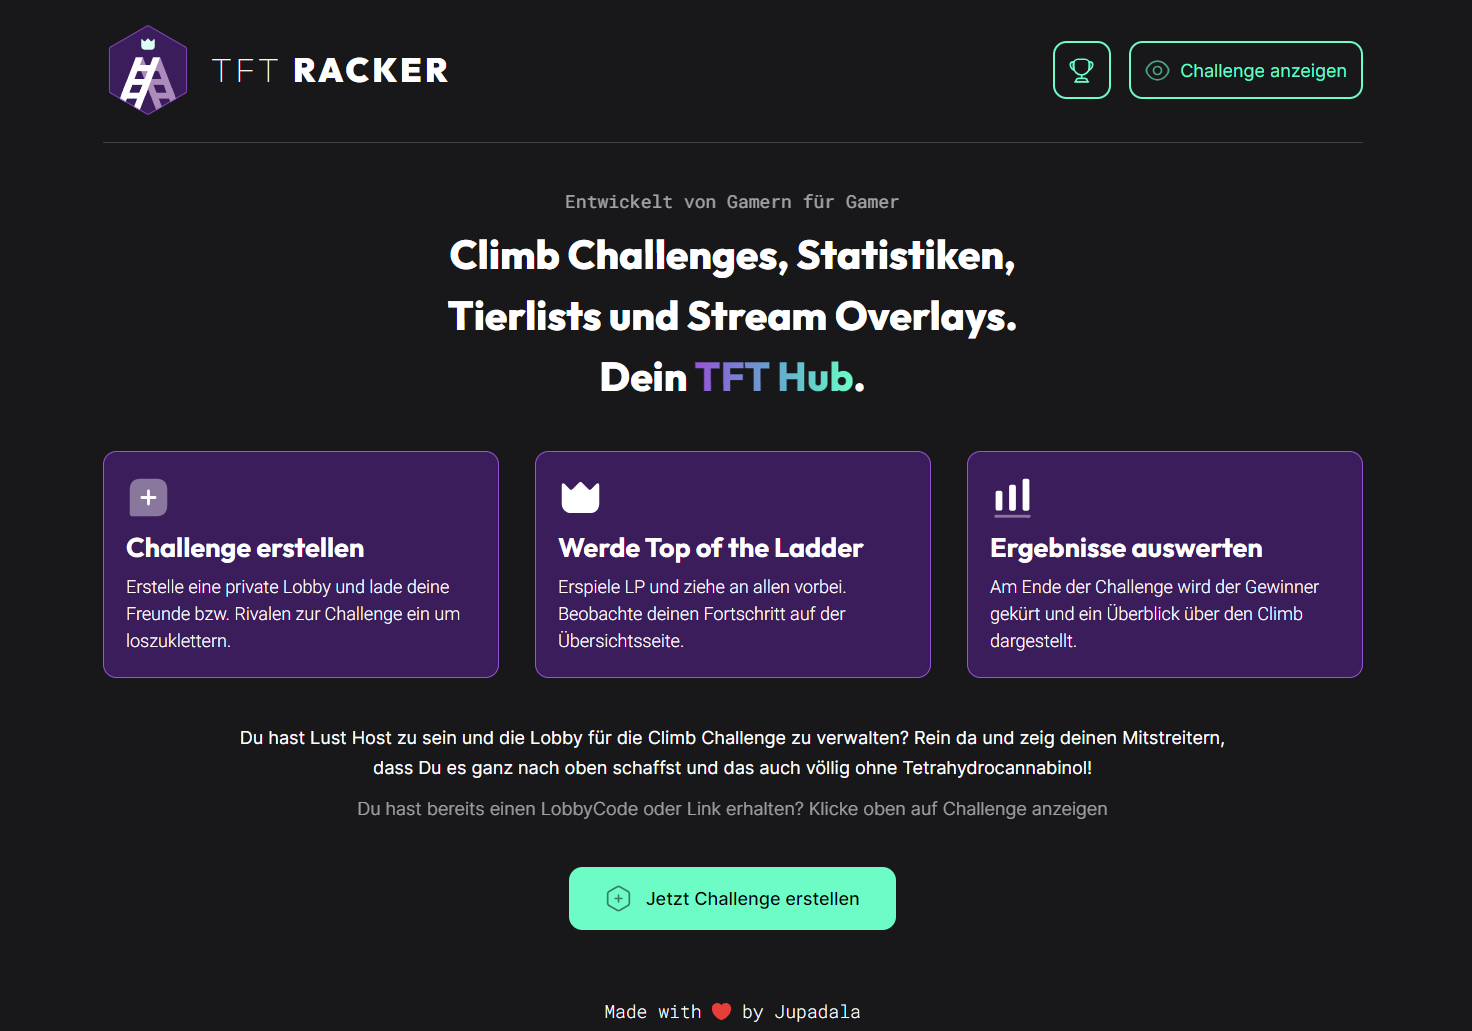 TFT RACKER
Challenge anzeigen
Entwickelt von Gamern für Gamer
Climb Challenges, Statistiken,
Tierlists und Stream Overlays.
Dein TFT Hub.
Challenge erstellen
Erstelle eine private Lobby und lade deine
Freunde bzw. Rivalen zur Challenge ein um
loszuklettern.
Werde Top of the Ladder
Erspiele LP und ziehe an allen vorbei.
Beobachte deinen Fortschritt auf der
Übersichtsseite.
Ergebnisse auswerten
Am Ende der Challenge wird der Gewinner
gekürt und ein Überblick über den Climb
dargestellt.
Du hast Lust Host zu sein und die Lobby für die Climb Challenge zu verwalten? Rein da und zeig deinen Mitstreitern,
dass Du es ganz nach oben schaffst und das auch völlig ohne Tetrahydrocannabinol!
Du hast bereits einen LobbyCode oder Link erhalten? Klicke oben auf Challenge anzeigen
Jetzt Challenge erstellen
Made with ❤️ by Jupadala